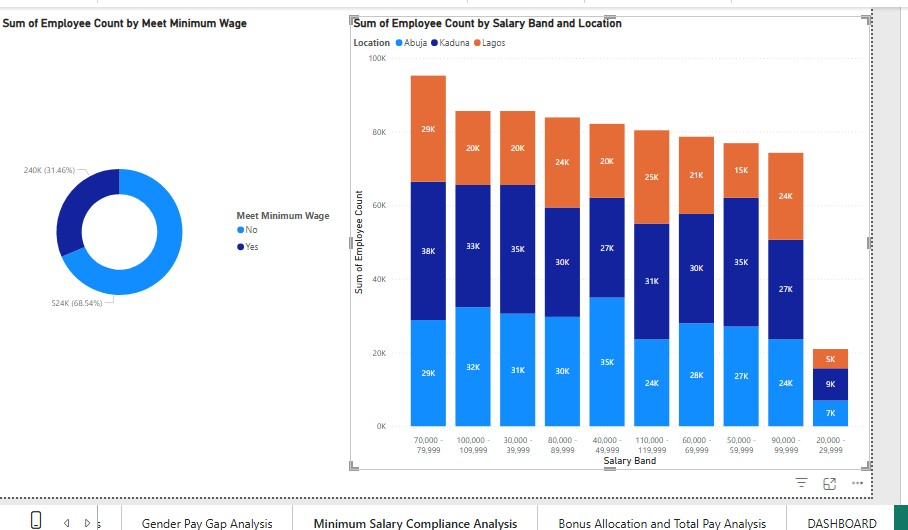 Sum of Employee Count by Meet Minimum Wage
240K (31.46%)
524K (68.54%)
Meet Minimum Wage
No
Yes
Sum of Employee Count by Salary Band and Location
Location Abuja Kaduna Lagos
Sum of Employee Count
100K
80K
60K
40K
20K
0K
29K
38K
29K
20K
33K
32K
20K
35K
31K
24K
30K
30K
20K
27K
35K
25K
31K
24K
21K
30K
28K
15K
35K
27K
24K
27K
24K
5K
9K
7K
70,000 -
79,999
100,000 -
109,999
30,000 -
39,999
80,000 -
89,999
40,000 -
49,999
110,000 -
119,999
60,000 -
69,999
50,000 -
59,999
90,000 -
99,999
20,000 -
29,999
Salary Band
s
Gender Pay Gap Analysis
Minimum Salary Compliance Analysis
Bonus Allocation and Total Pay Analysis
DASHBOARD